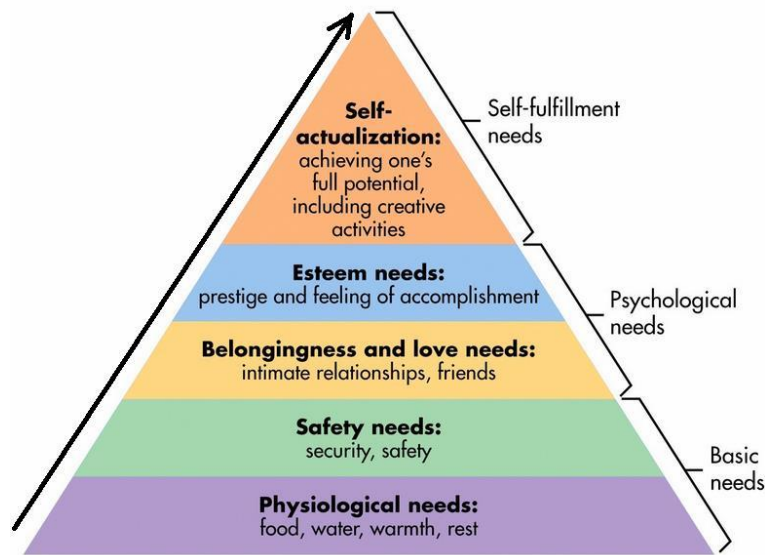 Self-
actualization:
achieving one's
full potential,
including creative
activities
Self-fulfillment
needs
Esteem needs:
prestige and feeling of accomplishment
Belongingness and love needs:
intimate relationships, friends
Psychological
needs
Safety needs:
security, safety
Physiological needs:
food, water, warmth, rest
Basic
needs